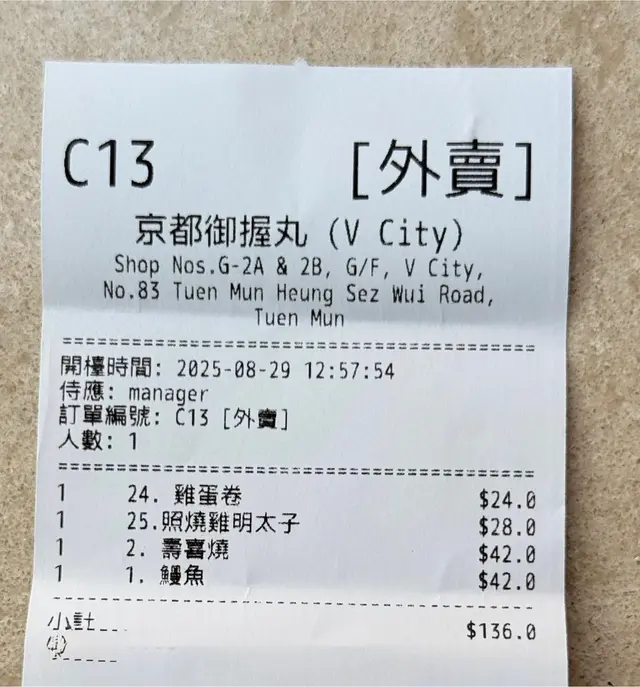 C13 [外賣]
京都御握丸 (V City)
Shop Nos.G-2A & 2B, G/F, V City,
No.83 Tuen Mun Heung Sez Wui Road,
Tuen Mun
開檯時間: 2025-08-29 12:57:54
侍應: manager
訂單編號: C13 [外賣]
人數: 1
1 24. 雞蛋卷 $24.0
1 25.照燒雞明太子 $28.0
1 2. 壽喜燒 $42.0
1 1. 鰻魚 $42.0
小計 $136.0